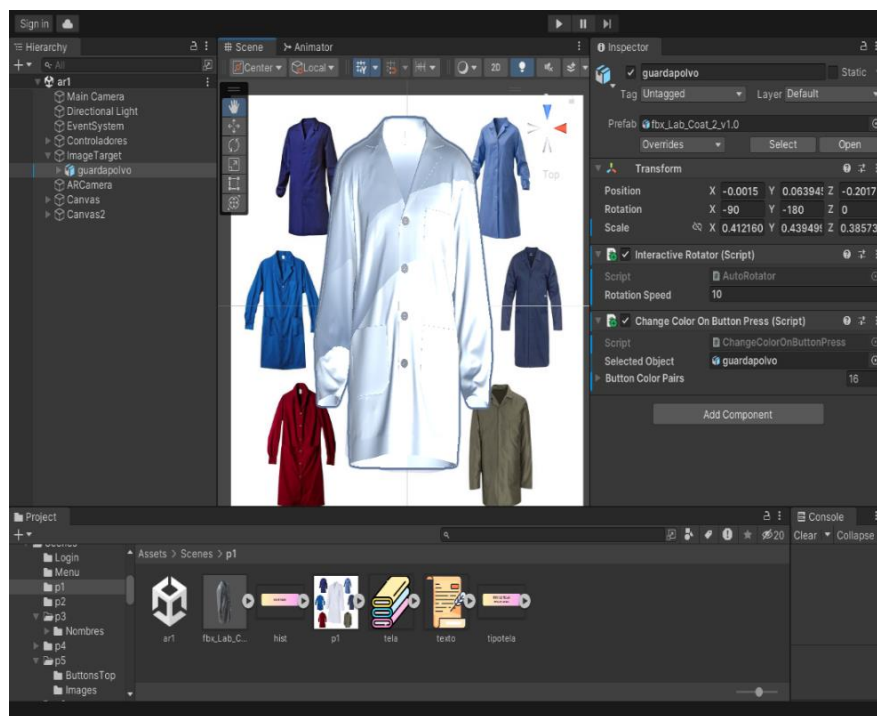 Sign in
Hierarchy
All
ar1
Main Camera
Directional Light
EventSystem
Controladores
ImageTarget
guardapolvo
ARCamera
Canvas
Canvas2
Scene
Animator
Center
Local
2D
Top
Inspector
guardapolvo
Static
Tag Untagged
Layer Default
Prefab fbx_Lab_Coat_2_v1.0
Overrides
Select
Open
Transform
Position X -0.0015 Y 0.06394 Z -0.2017
Rotation X -90 Y -180 Z 0
Scale X 0.412160 Y 0.43949 Z 0.38573
Interactive Rotator (Script)
Script AutoRotator
Rotation Speed 10
Change Color On Button Press (Script)
Script ChangeColorOnButtonPress
Selected Object guardapolvo
Button Color Pairs 16
Add Component
Project
20
Console
Clear Collapse
Login
Menu
p1
p2
p3
Nombres
p4
p5
ButtonsTop
Images
Assets > Scenes > p1
ar1
fbx_Lab_C...
hist
p1
tela
texto
tipotela